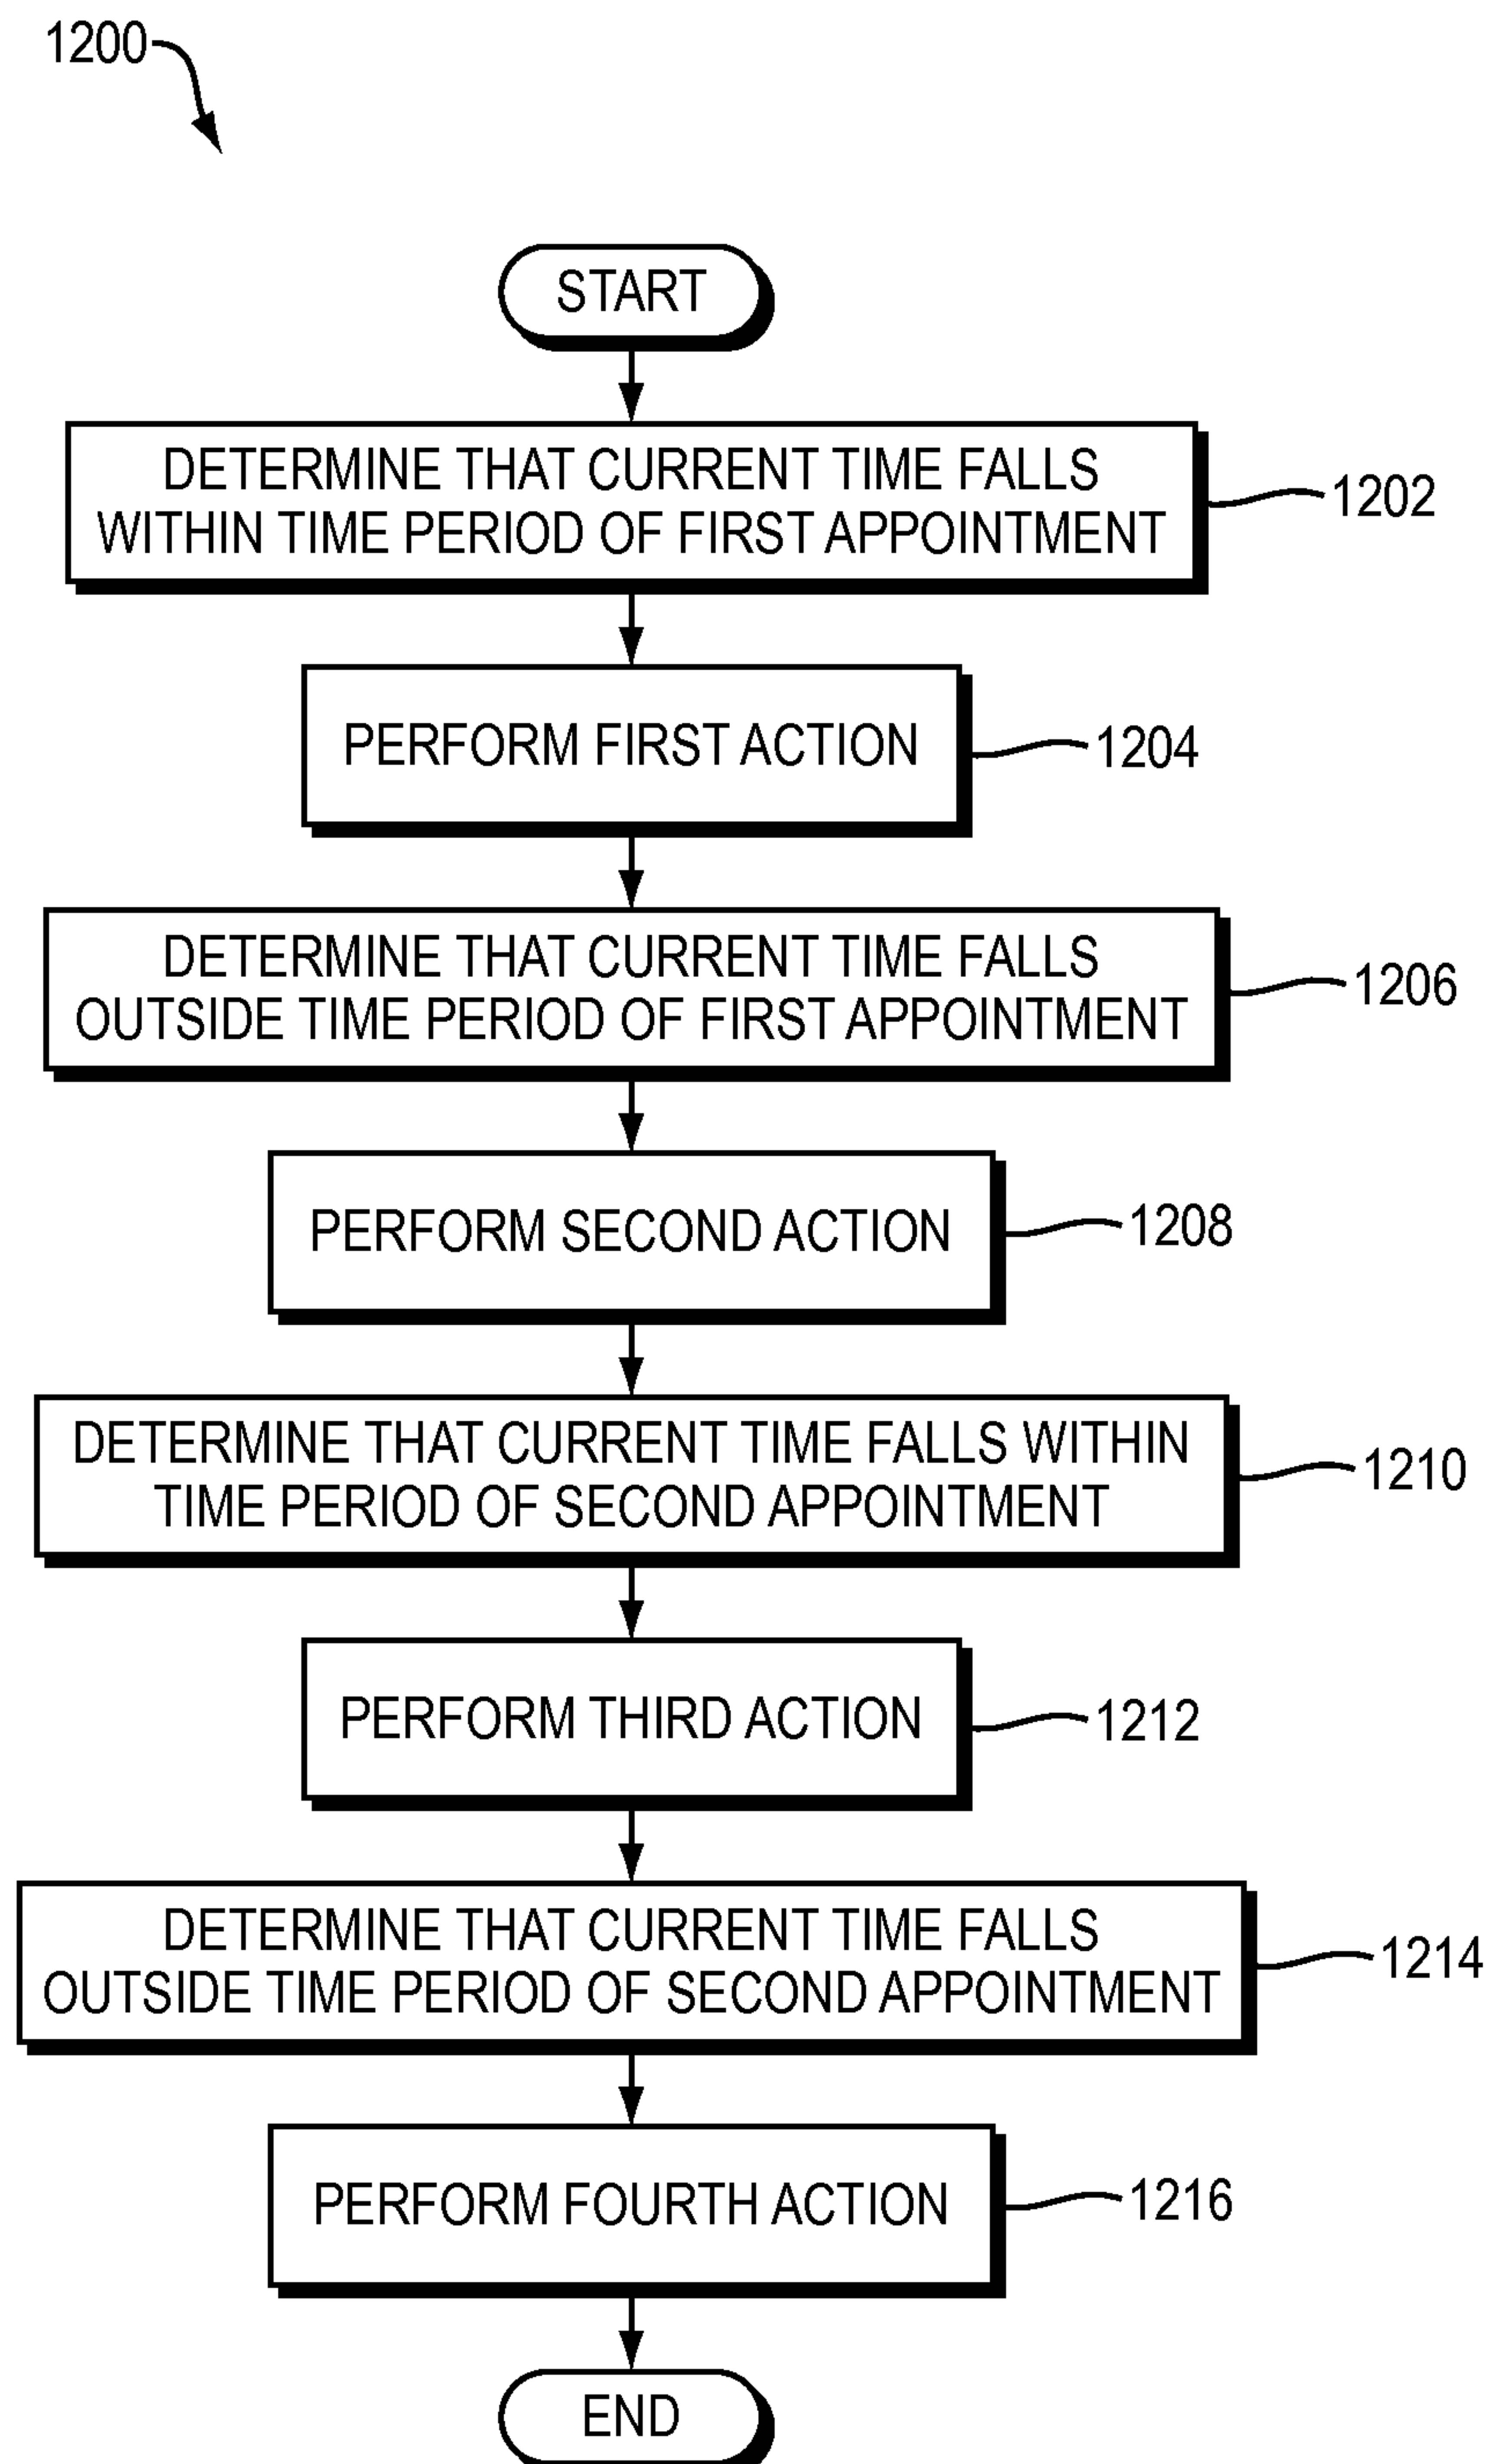 1200
START
DETERMINE THAT CURRENT TIME FALLS
WITHIN TIME PERIOD OF FIRST APPOINTMENT
1202
PERFORM FIRST ACTION
1204
DETERMINE THAT CURRENT TIME FALLS
OUTSIDE TIME PERIOD OF FIRST APPOINTMENT
1206
PERFORM SECOND ACTION
1208
DETERMINE THAT CURRENT TIME FALLS WITHIN
TIME PERIOD OF SECOND APPOINTMENT
1210
PERFORM THIRD ACTION
1212
DETERMINE THAT CURRENT TIME FALLS
OUTSIDE TIME PERIOD OF SECOND APPOINTMENT
1214
PERFORM FOURTH ACTION
1216
END